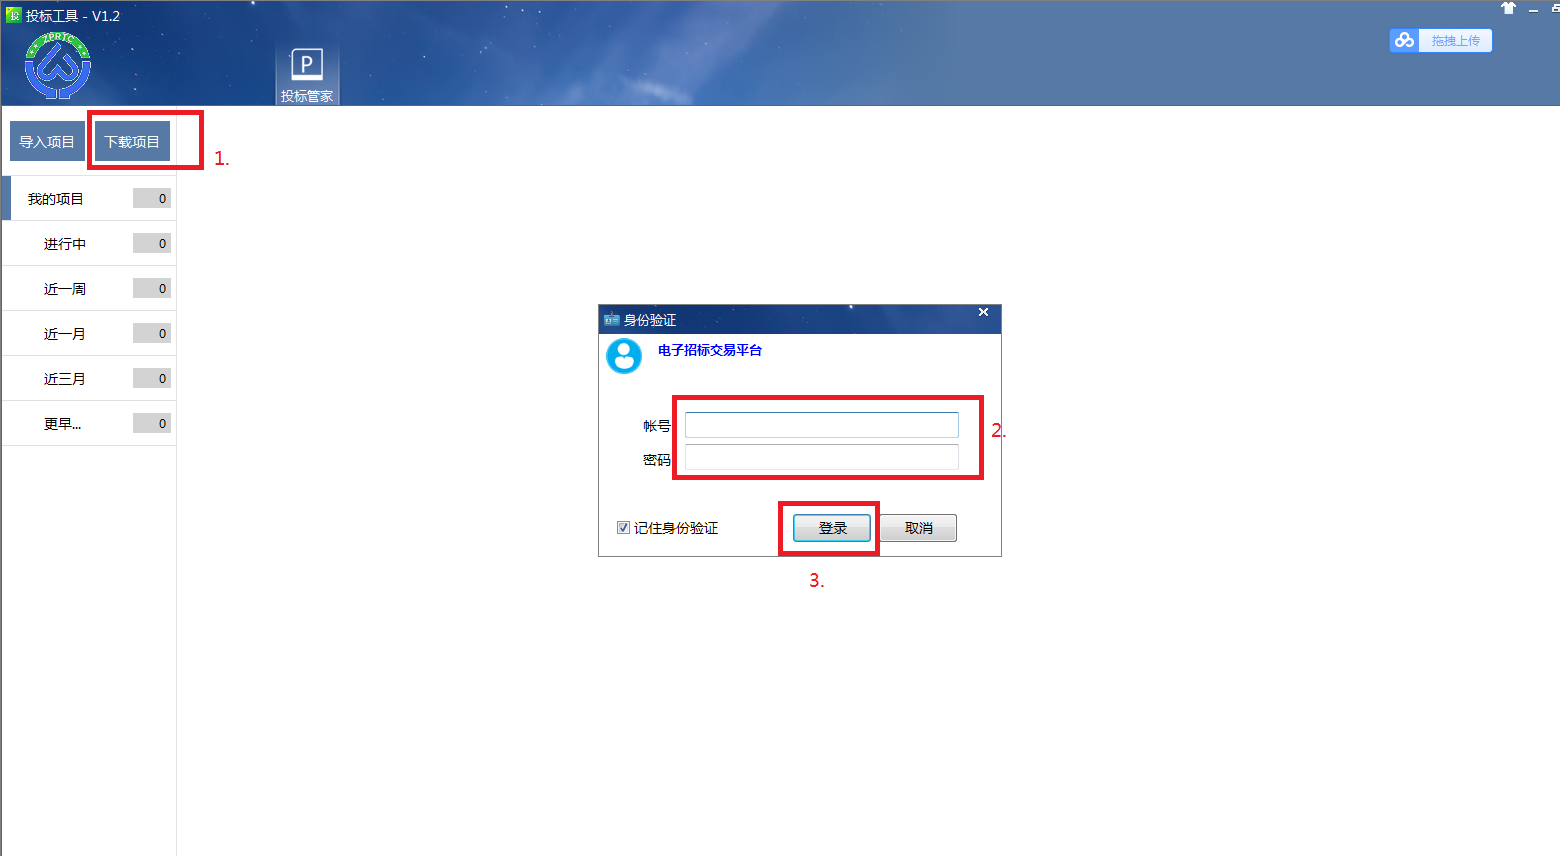 投标工具 - V1.2
ZPRTC
P
投标管家
拖拽上传
导入项目
下载项目
1.
我的项目 0
进行中 0
近一周 0
近一月 0
近三月 0
更早... 0
身份验证
电子招标交易平台
帐号
2.
密码
记住身份验证
登录
取消
3.